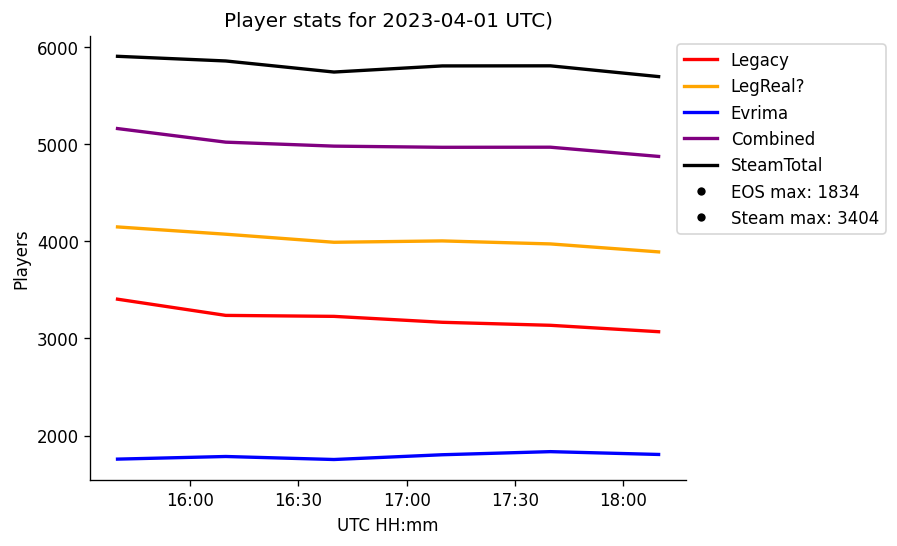 Player stats for 2023-04-01 UTC)
6000
5000
4000
3000
2000
Players
16:00 16:30 17:00 17:30 18:00
UTC HH:mm
Legacy
LegReal?
Evrima
Combined
SteamTotal
EOS max: 1834
Steam max: 3404